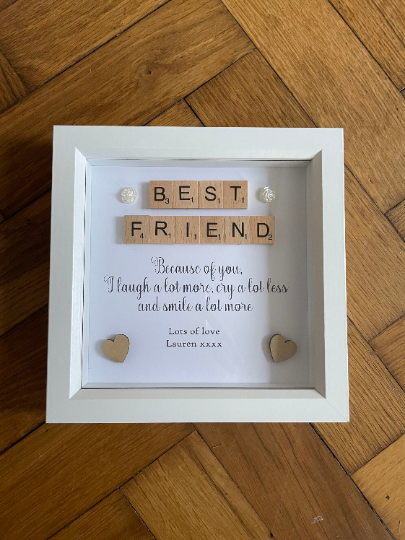 BEST
FRIEND
Because of you,
I laugh a lot more, cry a lot less
and smile a lot more
Lots of love
Lauren xxxx